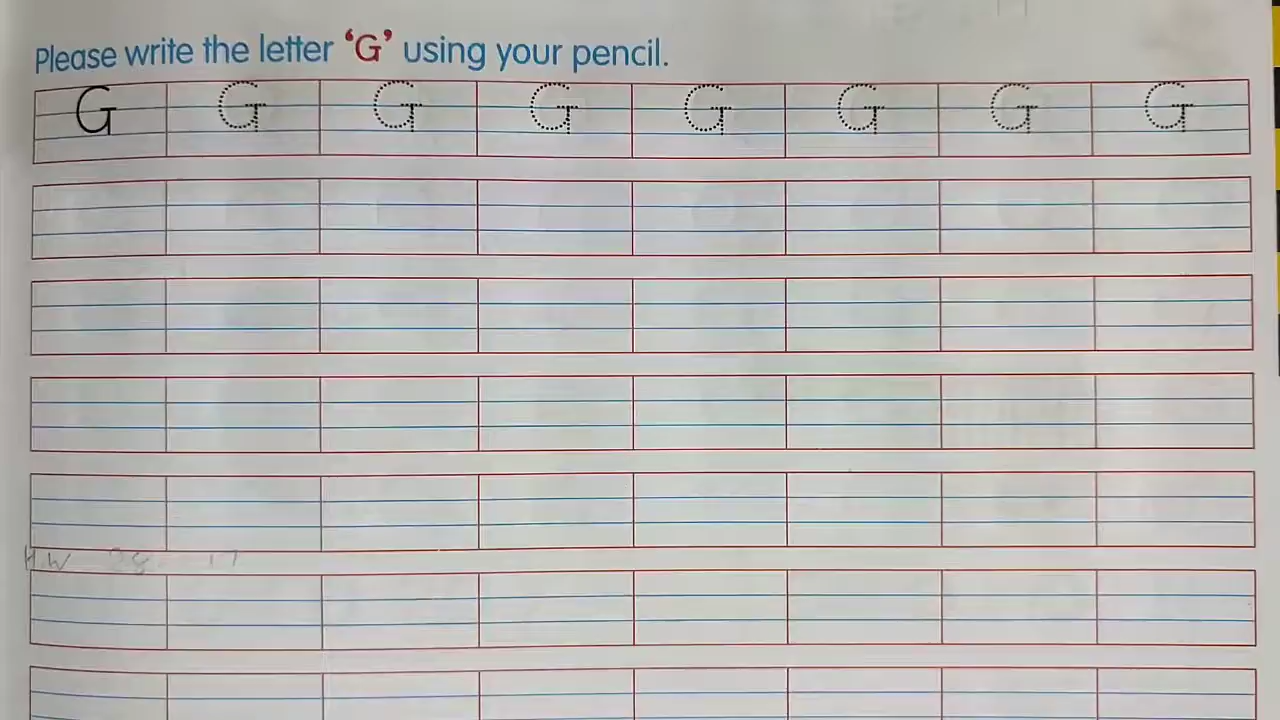 Please write the letter ‘G’ using your pencil.
G G G G G G G G
H.W